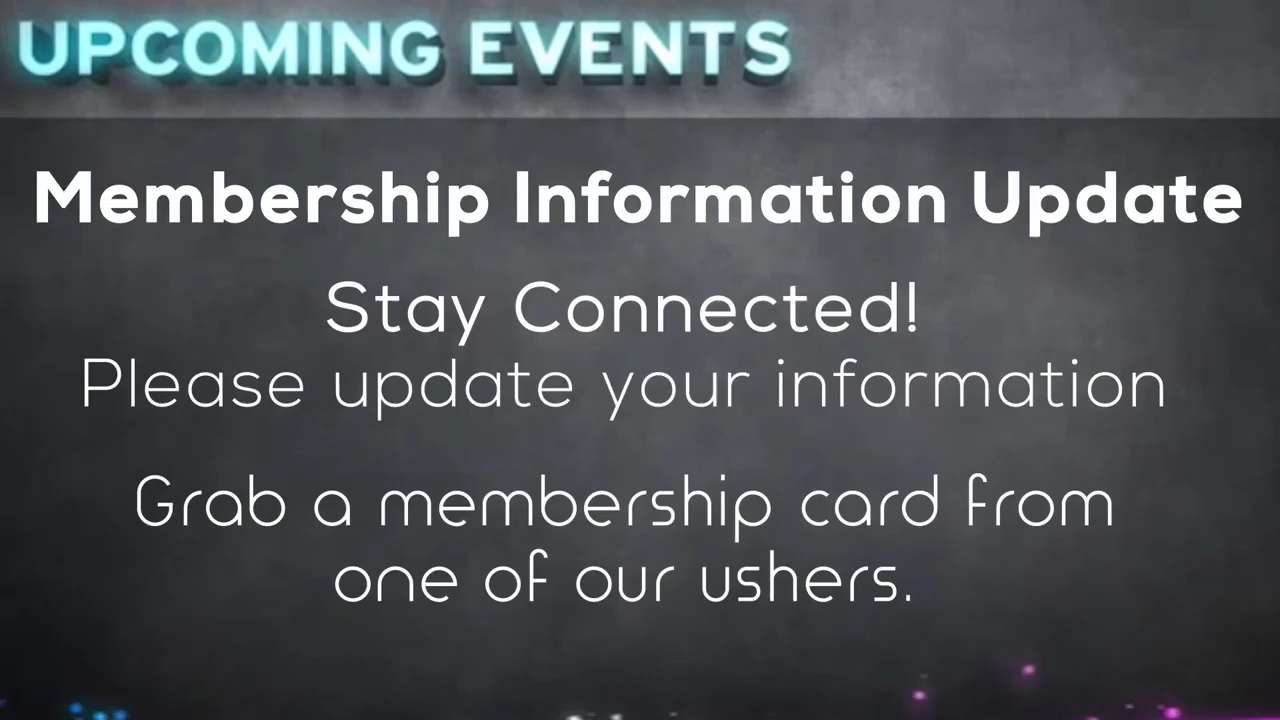 UPCOMING EVENTS
Membership Information Update
Stay Connected!
Please update your information
Grab a membership card from
one of our ushers.